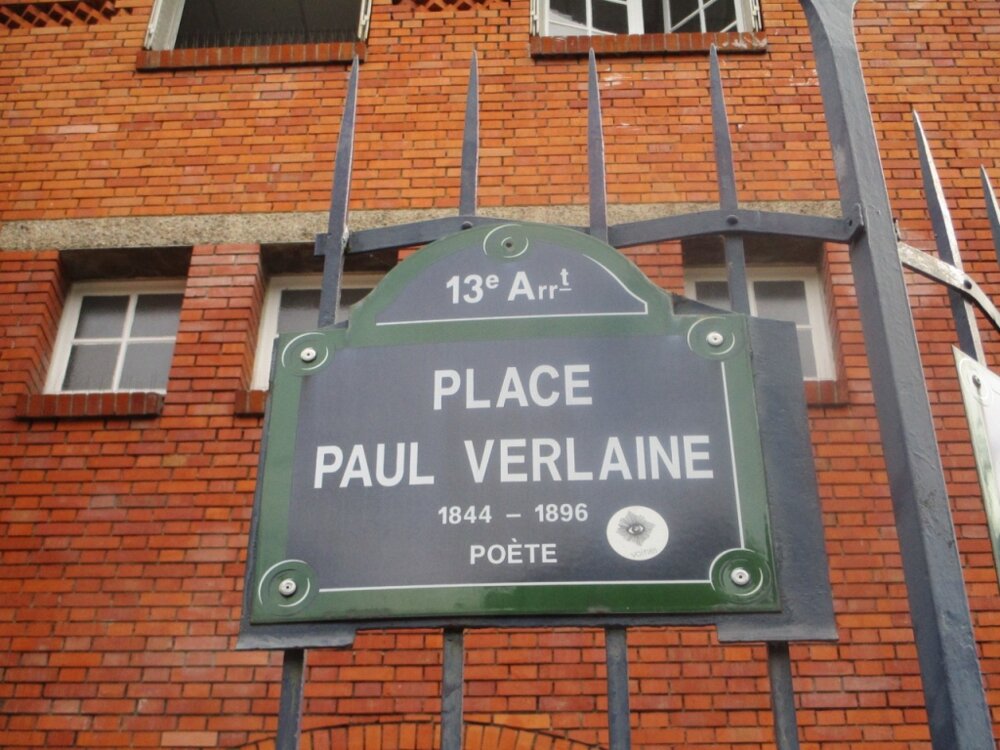 13e Arrt
PLACE
PAUL VERLAINE
1844 – 1896
POÈTE